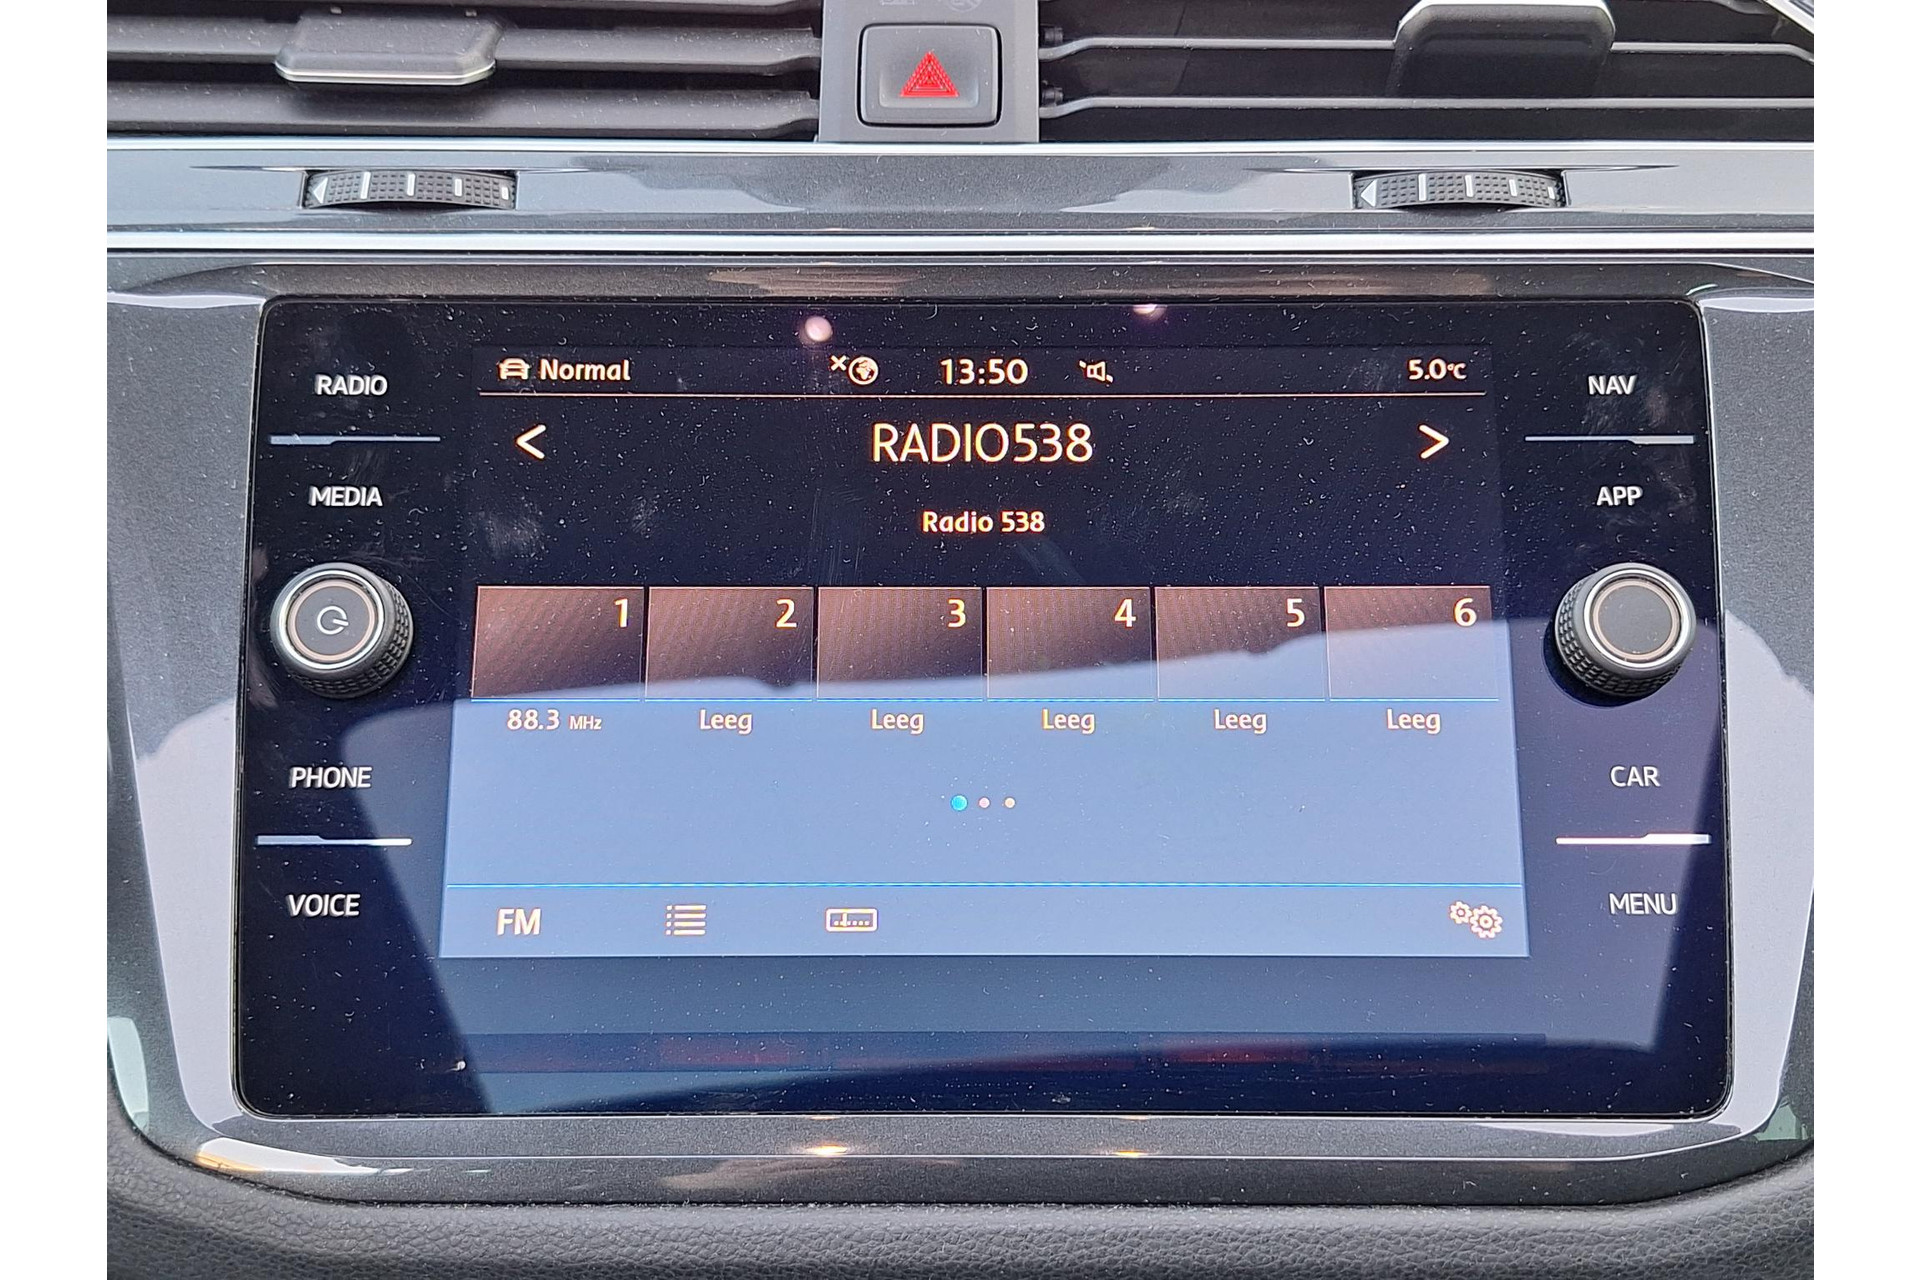 RADIO
MEDIA
PHONE
VOICE
Normal
13:50
5.0°C
<
RADIO538
>
Radio 538
1
2
3
4
5
6
88.3 MHz
Leeg
Leeg
Leeg
Leeg
Leeg
FM
NAV
APP
CAR
MENU